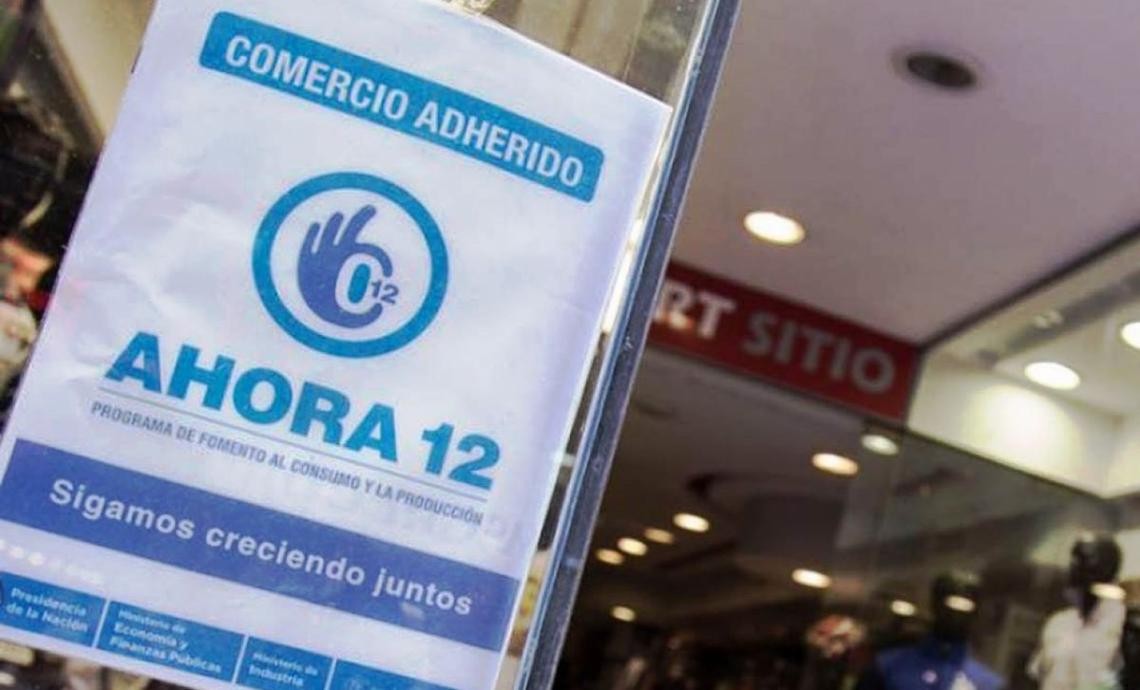 COMERCIO ADHERIDO
12
AHORA 12
PROGRAMA DE FOMENTO AL CONSUMO Y LA PRODUCCIÓN
Sigamos creciendo juntos
Presidencia
de la Nación
Ministerio de
Economía y
Finanzas Públicas
Ministerio de
Industria
RT SITIO